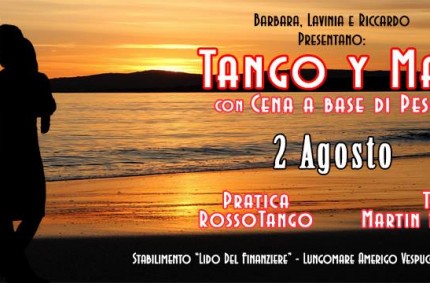 Barbara, Lavinia e Riccardo
Presentano:
Tango y Ma
con Cena a base di Pes
2 Agosto
Pratica
RossoTango
T
Martin
Stabilimento "Lido Del Finanziere" - Lungomare Amerigo Vespuc